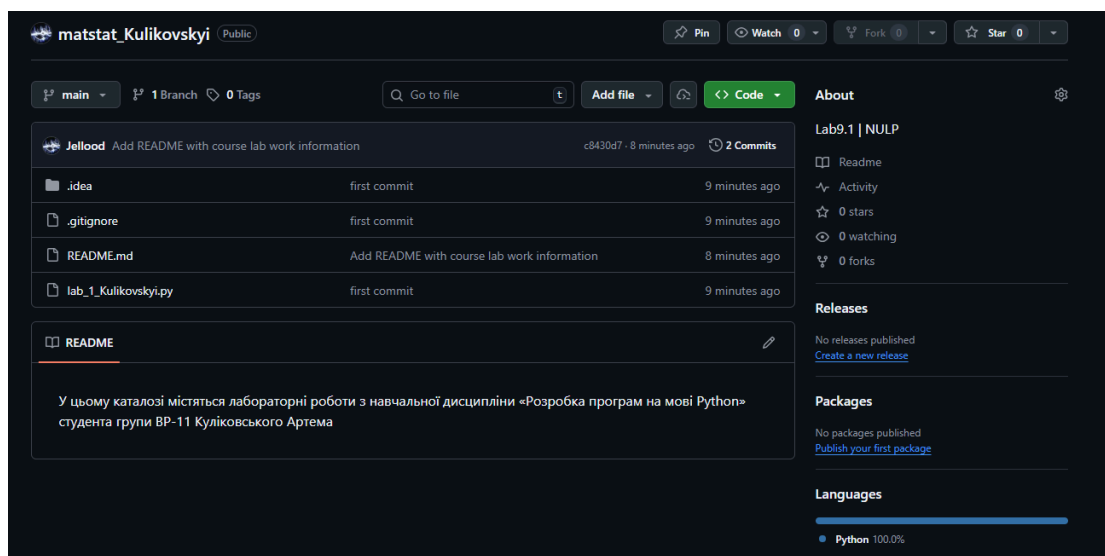 matstat_Kulikovskyi Public
Pin Watch 0 Fork 0 Star 0
main 1 Branch 0 Tags Go to file t Add file Code
Jellood Add README with course lab work information c8430d7 · 8 minutes ago 2 Commits
.idea first commit 9 minutes ago
.gitignore first commit 9 minutes ago
README.md Add README with course lab work information 8 minutes ago
lab_1_Kulikovskyi.py first commit 9 minutes ago
README
У цьому каталозі містяться лабораторні роботи з навчальної дисципліни «Розробка програм на мові Python»
студента групи ВР-11 Куліковського Артема
About
Lab9.1 | NULP
Readme
Activity
0 stars
0 watching
0 forks
Releases
No releases published
Create a new release
Packages
No packages published
Publish your first package
Languages
Python 100.0%